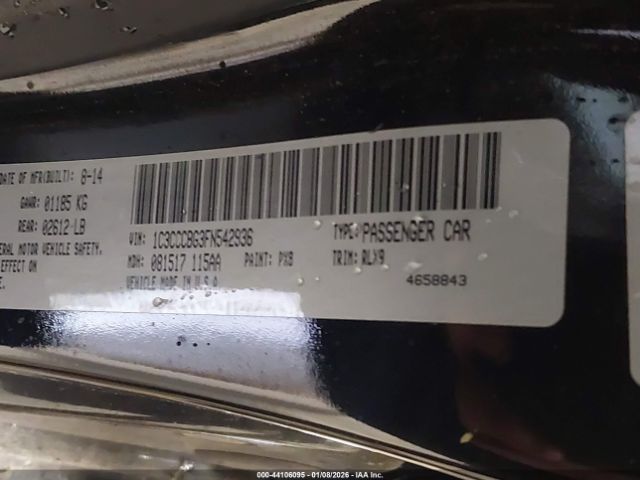 DATE OF MFR(BUILT): 8-14
GAWR: 01185 KG
REAR: 02612 LB
ERAL MOTOR VEHICLE SAFETY,
EFFECT ON
E.
VIN: 1C3CCCBG3FN542936
TYPE: PASSENGER CAR
MDH: 081517 115AA
PAINT: PX8
TRIM: RLX9
VEHICLE MADE IN U.S.A.
4658843
000-44106095 - 01/08/2026 - © IAA Inc.